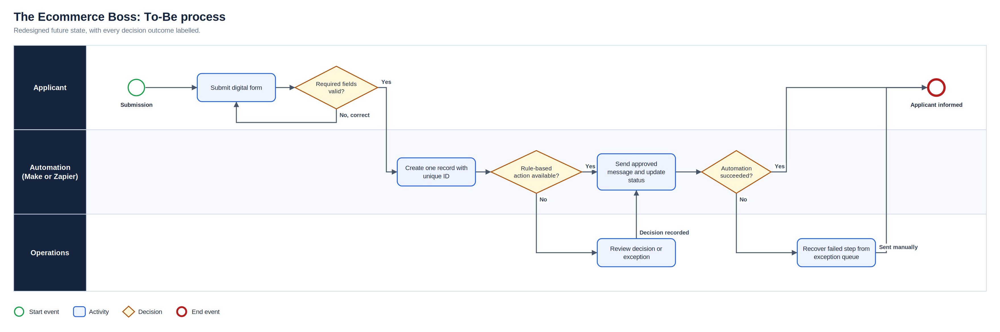 The Ecommerce Boss: To-Be process
Redesigned future state, with every decision outcome labelled.
Applicant
Submission
Submit digital form
Required fields
valid?
Yes
No, correct
Applicant informed
Automation
(Make or Zapier)
Create one record with
unique ID
Rule-based
action available?
Yes
No
Send approved
message and update
status
Automation
succeeded?
Yes
No
Operations
Decision recorded
Review decision or
exception
Recover failed step from
exception queue
Sent manually
Start event
Activity
Decision
End event